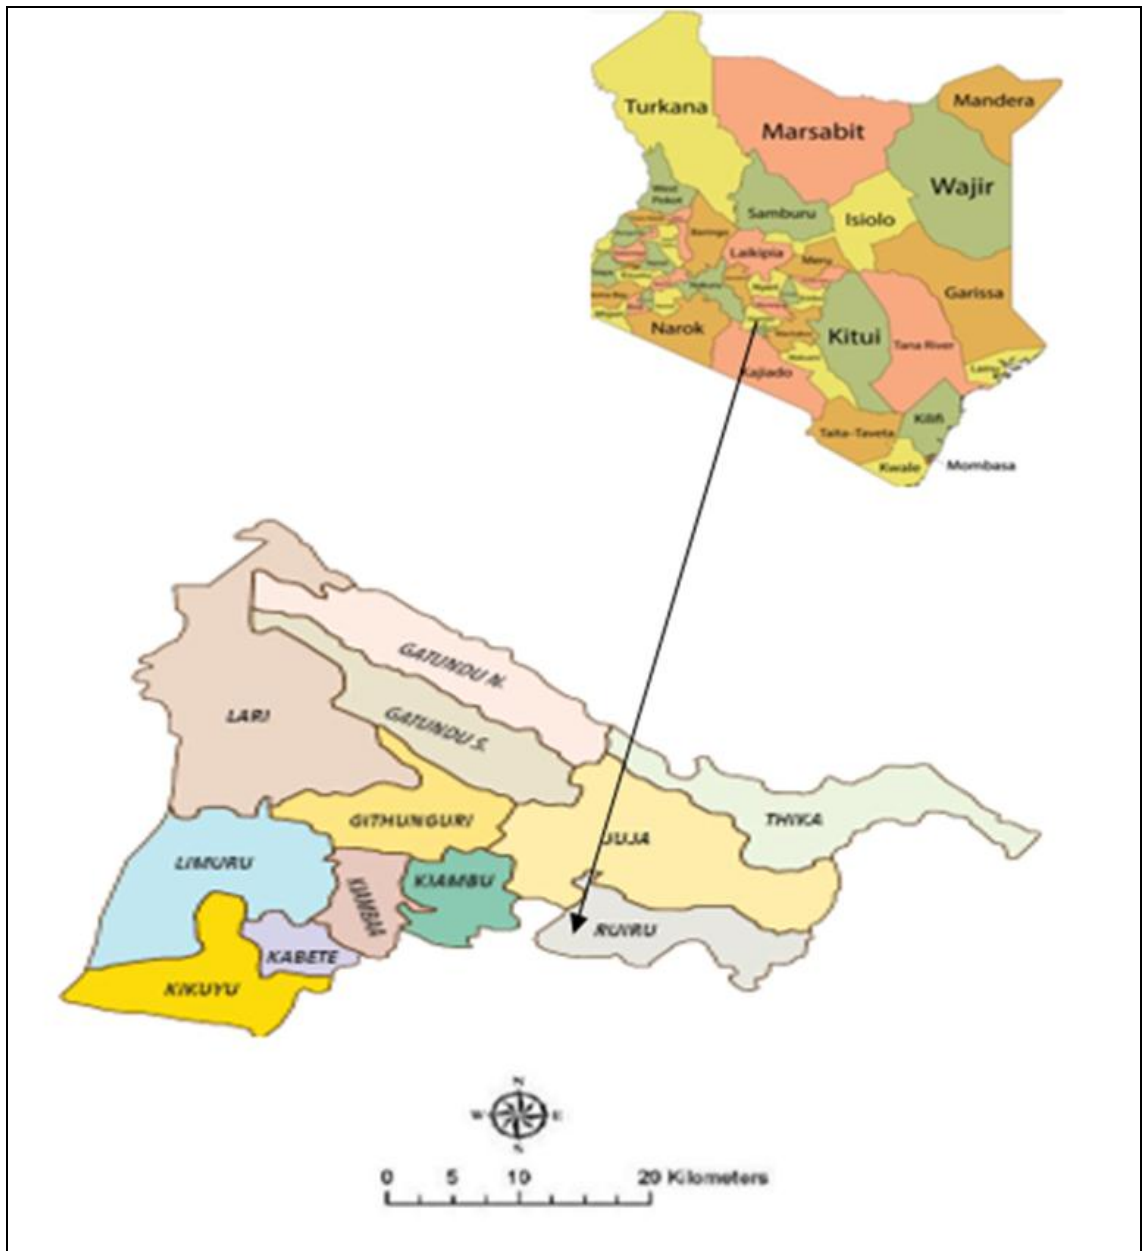 Turkana
Marsabit
Mandera
Wajir
West
Pokot
Samburu
Isiolo
Baringo
Laikipia
Meru
Garissa
Nakuru
Nyeri
Narok
Kitui
Tana River
Kajiado
Lamu
Kilifi
Taita-Taveta
Kwale
Mombasa
GATUNDU N.
GATUNDU S.
LARI
GITHUNGURI
JUJA
THIKA
LIMURU
KIAMBAA
KIAMBU
RUIRU
KABETE
KIKUYU
N
W
E
S
0 5 10 20 Kilometers